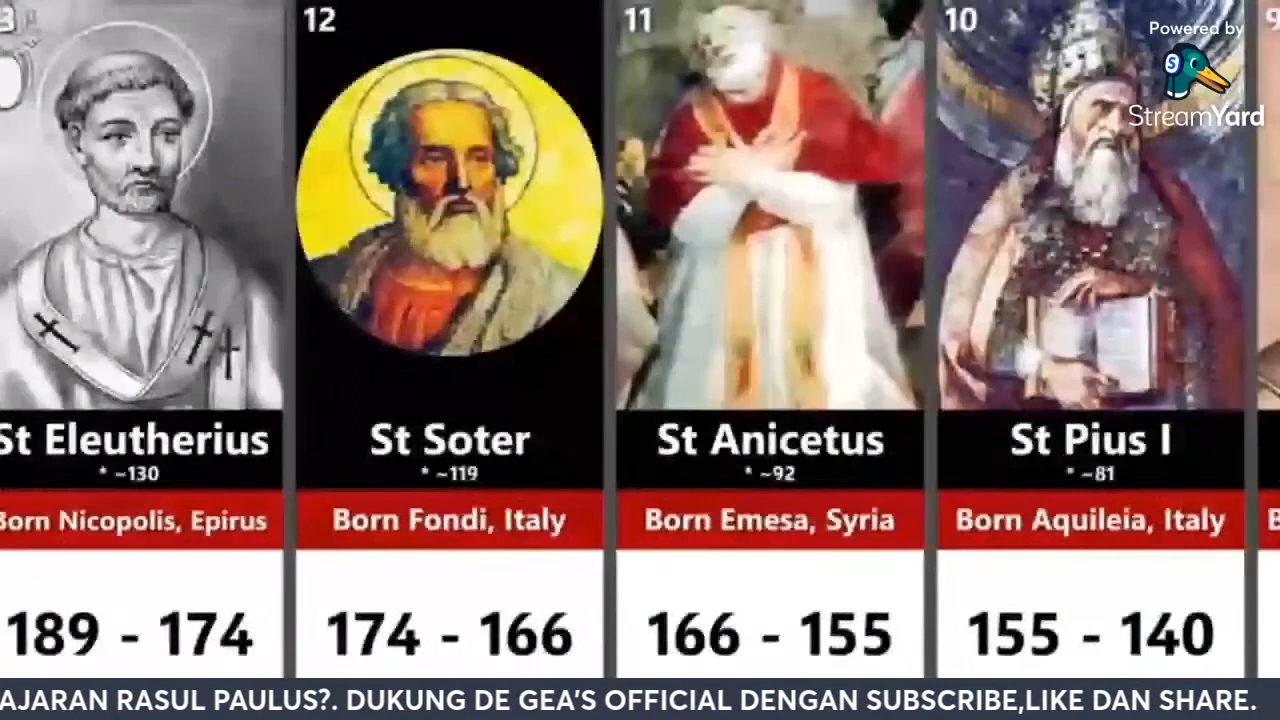 3
12
11
10
9
Powered by
S
StreamYard
St Eleutherius
* ~130
Born Nicopolis, Epirus
189 - 174
St Soter
* ~119
Born Fondi, Italy
174 - 166
St Anicetus
* ~92
Born Emesa, Syria
166 - 155
St Pius I
* ~81
Born Aquileia, Italy
155 - 140
B
AJARAN RASUL PAULUS?. DUKUNG DE GEA'S OFFICIAL DENGAN SUBSCRIBE,LIKE DAN SHARE.